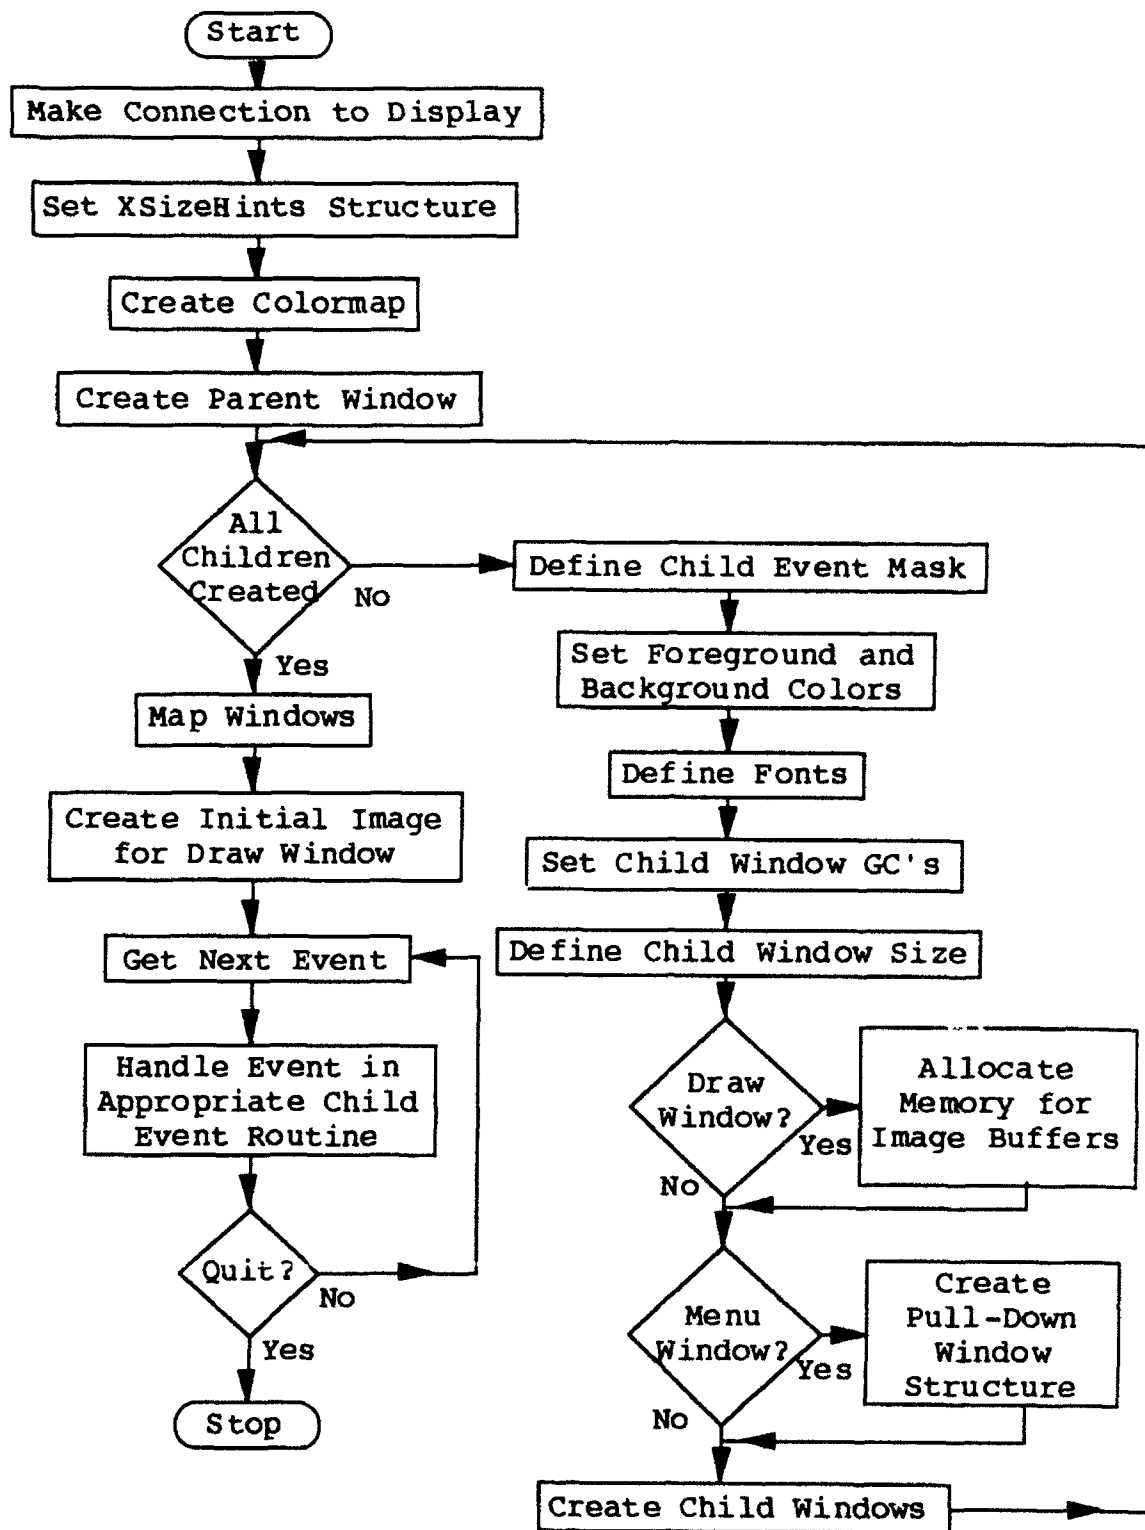 Start
Make Connection to Display
Set XSizeHints Structure
Create Colormap
Create Parent Window
All
Children
Created
No
Yes
Map Windows
Create Initial Image
for Draw Window
Get Next Event
Handle Event in
Appropriate Child
Event Routine
Quit?
No
Yes
Stop
Define Child Event Mask
Set Foreground and
Background Colors
Define Fonts
Set Child Window GC's
Define Child Window Size
Draw
Window?
Yes
No
Allocate
Memory for
Image Buffers
Menu
Window?
Yes
No
Create
Pull-Down
Window
Structure
Create Child Windows